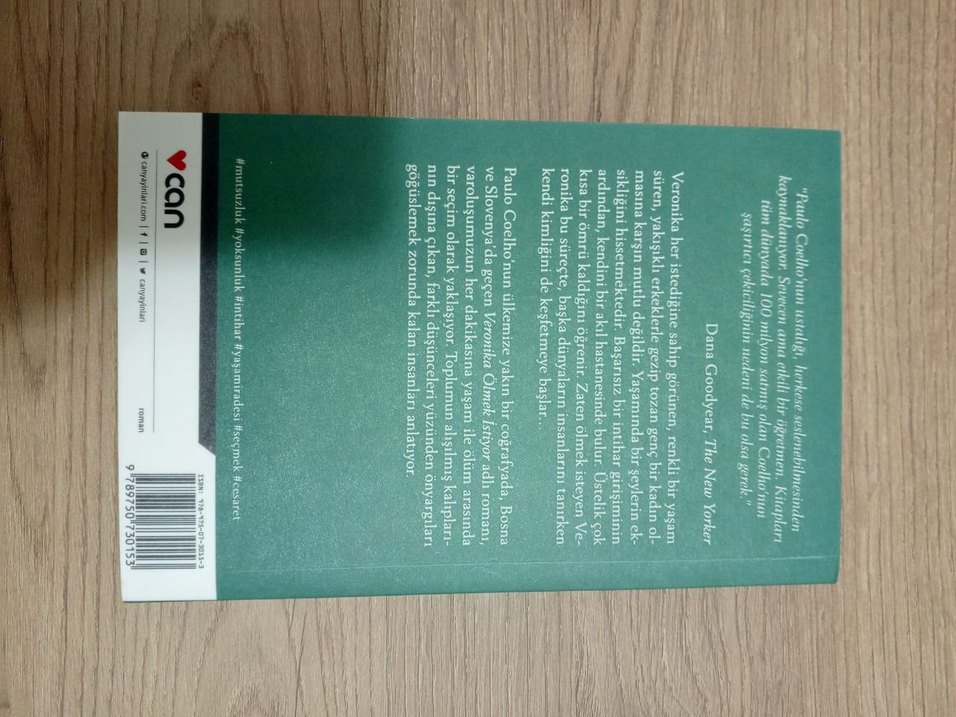 "Paulo Coelho'nun ustalığı, herkese seslenebilmesinden
kaynaklanıyor. Sevecen ama etkili bir öğretmen. Kitapları
tüm dünyada 100 milyon satmış olan Coelho'nun
şaşırtıcı çekiciliğinin nedeni de bu olsa gerek."
Dana Goodyear, The New Yorker
Veronika her istediğine sahip görünen, renkli bir yaşam
süren, yakışıklı erkeklerle gezip tozan genç bir kadın ol-
masına karşın mutlu değildir. Yaşamında bir şeylerin ek-
sikliğini hissetmektedir. Başarısız bir intihar girişiminin
ardından, kendini bir akıl hastanesinde bulur. Üstelik çok
kısa bir ömrü kaldığını öğrenir. Zaten ölmek isteyen Ve-
ronika bu süreçte, başka dünyaların insanlarını tanırken
kendi kimliğini de keşfetmeye başlar...
Paulo Coelho'nun ülkemize yakın bir coğrafyada, Bosna
ve Slovenya'da geçen Veronika Ölmek İstiyor adlı romanı,
varoluşumuzun her dakikasına yaşam ile ölüm arasında
bir seçim olarak yaklaşıyor. Toplumun alışılmış kalıpları-
nın dışına çıkan, farklı düşünceleri yüzünden önyargıları
göğüslemek zorunda kalan insanları anlatıyor.
#mutsuzluk #yoksunluk #intihar #yaşamiradesi #seçmek #cesaret
can
canyayinlari.com | f | | canyayinlari
roman
ISBN: 978-975-07-3015-3
9 789750 730153